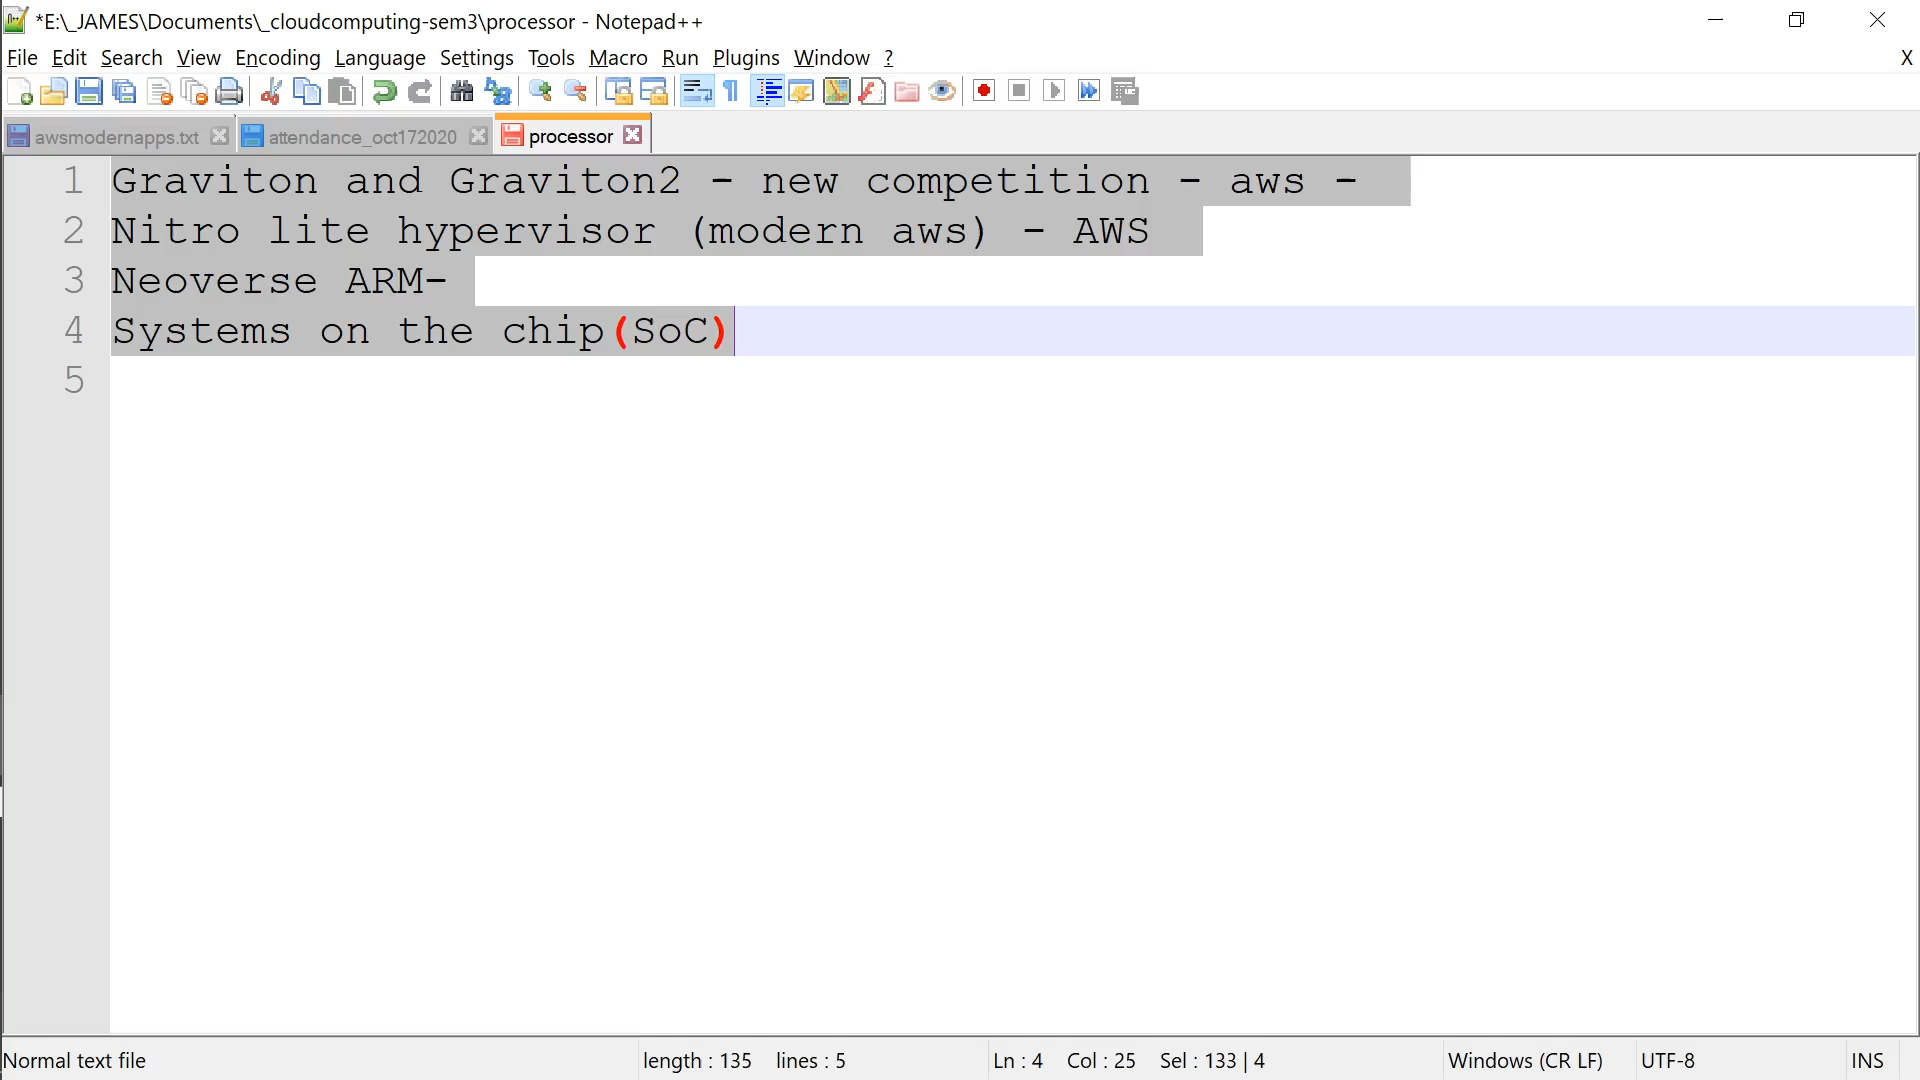 *E:\_JAMES\Documents\_cloudcomputing-sem3\processor - Notepad++
File Edit Search View Encoding Language Settings Tools Macro Run Plugins Window ? X
awsmodernapps.txt attendance_oct172020 processor
1 Graviton and Graviton2 - new competition - aws -
2 Nitro lite hypervisor (modern aws) - AWS
3 Neoverse ARM-
4 Systems on the chip(SoC)
5
Normal text file length : 135 lines : 5 Ln : 4 Col : 25 Sel : 133 | 4 Windows (CR LF) UTF-8 INS